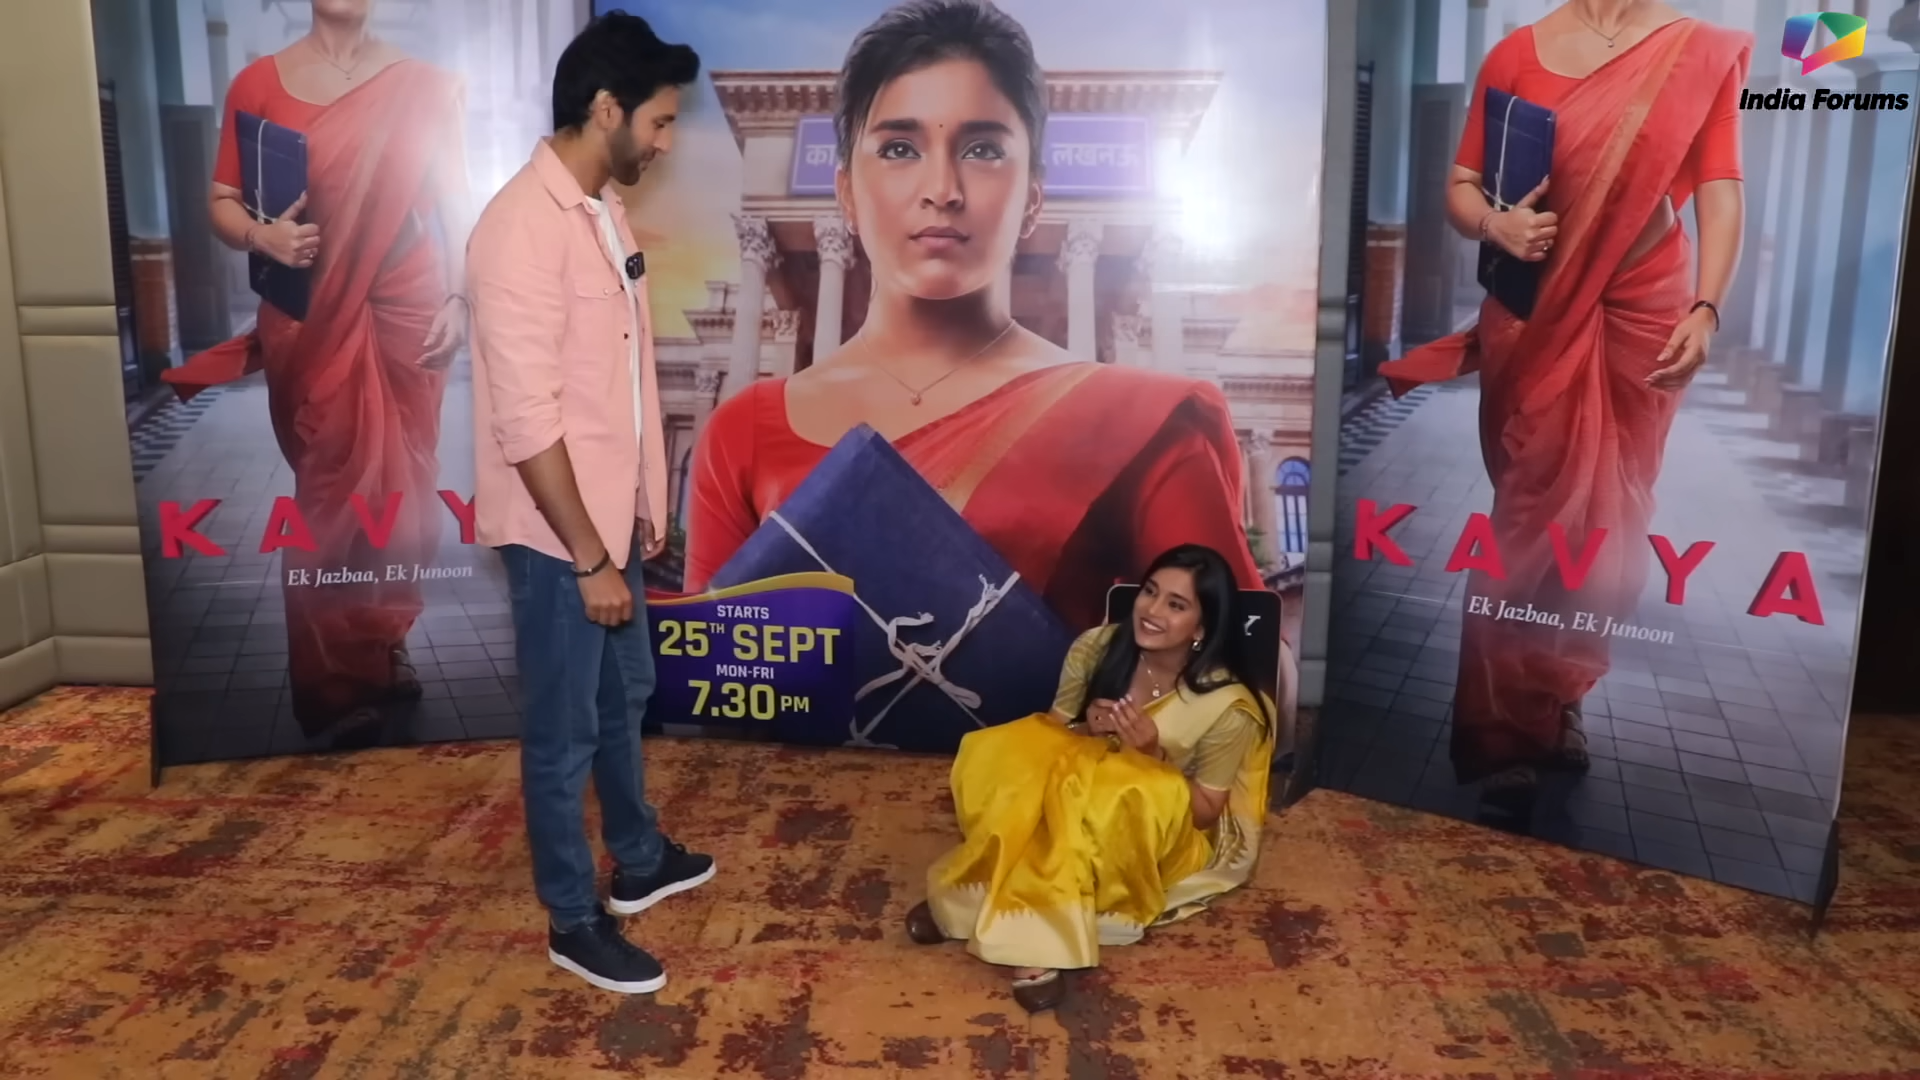 India Forums
का
लखनऊ
KAVY
Ek Jazbaa, Ek Junoon
STARTS
25TH SEPT
MON-FRI
7.30 PM
KAVYA
Ek Jazbaa, Ek Junoon